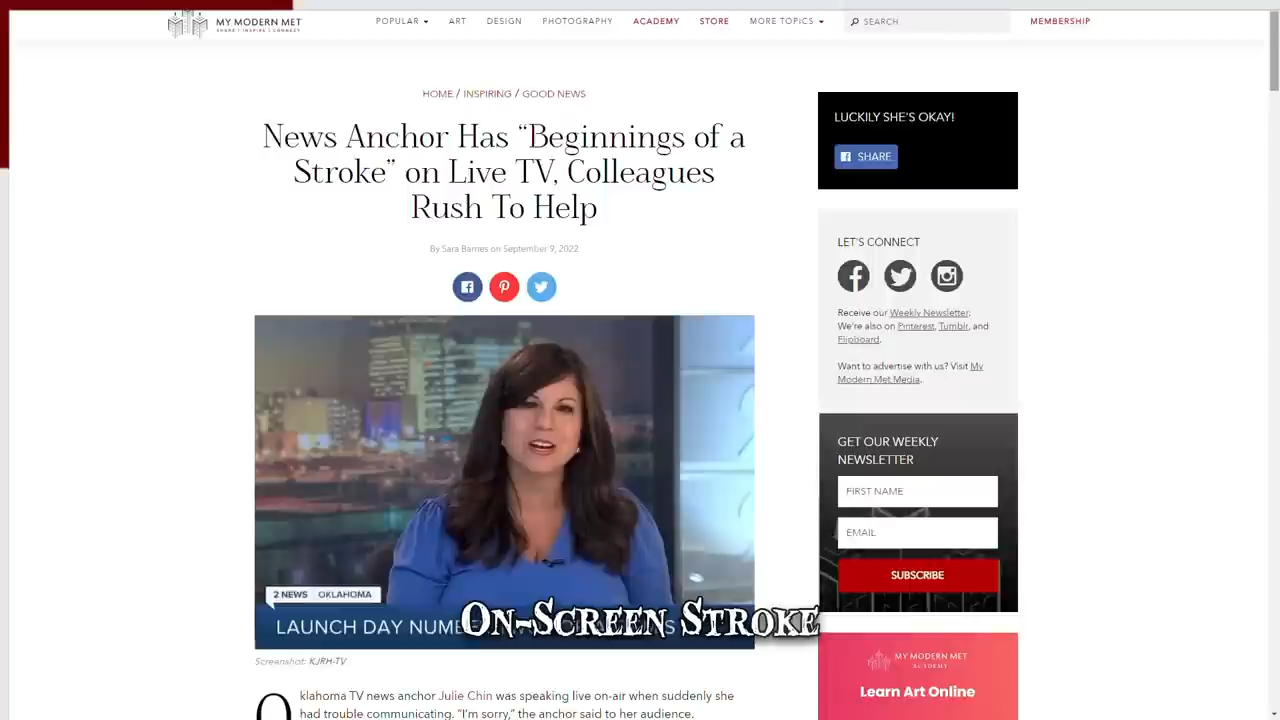 MY MODERN MET
SHARE | INSPIRE | CONNECT
POPULAR
ART
DESIGN
PHOTOGRAPHY
ACADEMY
STORE
MORE TOPICS
SEARCH
MEMBERSHIP
HOME / INSPIRING / GOOD NEWS
News Anchor Has “Beginnings of a
Stroke” on Live TV, Colleagues
Rush To Help
By Sara Barnes on September 9, 2022
2 NEWS OKLAHOMA
LAUNCH DAY
ON-SCREEN STROKE
Screenshot: KJRH-TV
Oklahoma TV news anchor Julie Chin was speaking live on-air when suddenly she
had trouble communicating. “I'm sorry,” the anchor said to her audience.
LUCKILY SHE'S OKAY!
SHARE
LET'S CONNECT
Receive our Weekly Newsletter.
We're also on Pinterest, Tumblr, and
Flipboard.
Want to advertise with us? Visit My
Modern Met Media.
GET OUR WEEKLY
NEWSLETTER
FIRST NAME
EMAIL
SUBSCRIBE
MY MODERN MET
ACADEMY
Learn Art Online